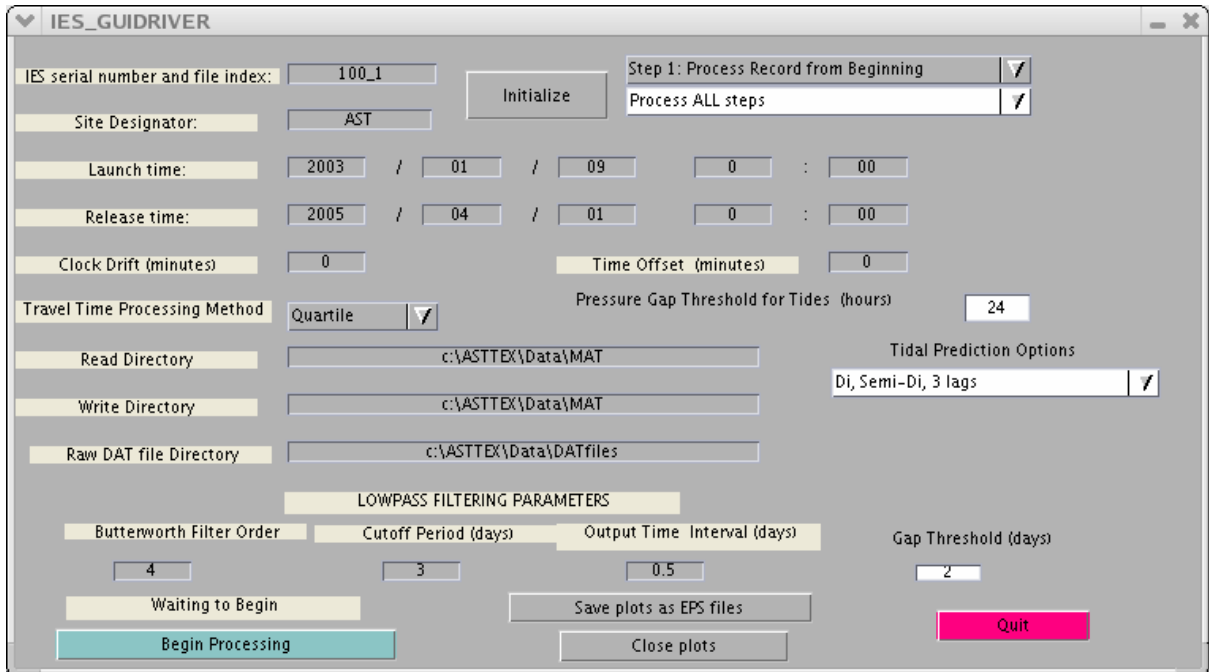 IES_GUIDRIVER
IES serial number and file index: 100_1
Initialize
Step 1: Process Record from Beginning
Process ALL steps
Site Designator: AST
Launch time: 2003 / 01 / 09 0 : 00
Release time: 2005 / 04 / 01 0 : 00
Clock Drift (minutes) 0 Time Offset (minutes) 0
Travel Time Processing Method Quartile Pressure Gap Threshold for Tides (hours) 24
Read Directory c:\ASTTEX\Data\MAT Tidal Prediction Options
Di, Semi-Di, 3 lags
Write Directory c:\ASTTEX\Data\MAT
Raw DAT file Directory c:\ASTTEX\Data\DATfiles
LOWPASS FILTERING PARAMETERS
Butterworth Filter Order Cutoff Period (days) Output Time Interval (days) Gap Threshold (days)
4 3 0.5 2
Waiting to Begin Save plots as EPS files Quit
Begin Processing Close plots